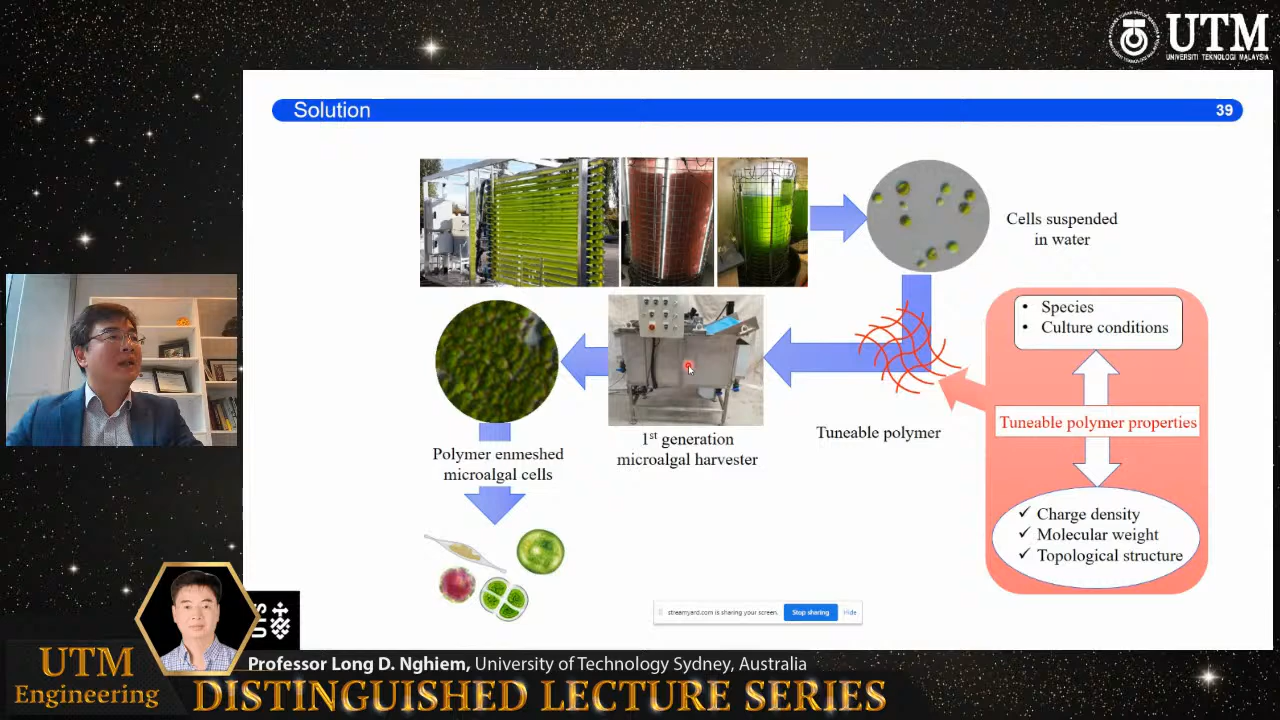 UTM
UNIVERSITI TEKNOLOGI MALAYSIA
Solution
39
Cells suspended
in water
• Species
• Culture conditions
Tuneable polymer properties
✓ Charge density
✓ Molecular weight
✓ Topological structure
Tuneable polymer
1st generation
microalgal harvester
Polymer enmeshed
microalgal cells
streamyard.com is sharing your screen.
Stop sharing
Hide
UTS
UTM
Engineering
Professor Long D. Nghiem, University of Technology Sydney, Australia
DISTINGUISHED LECTURE SERIES